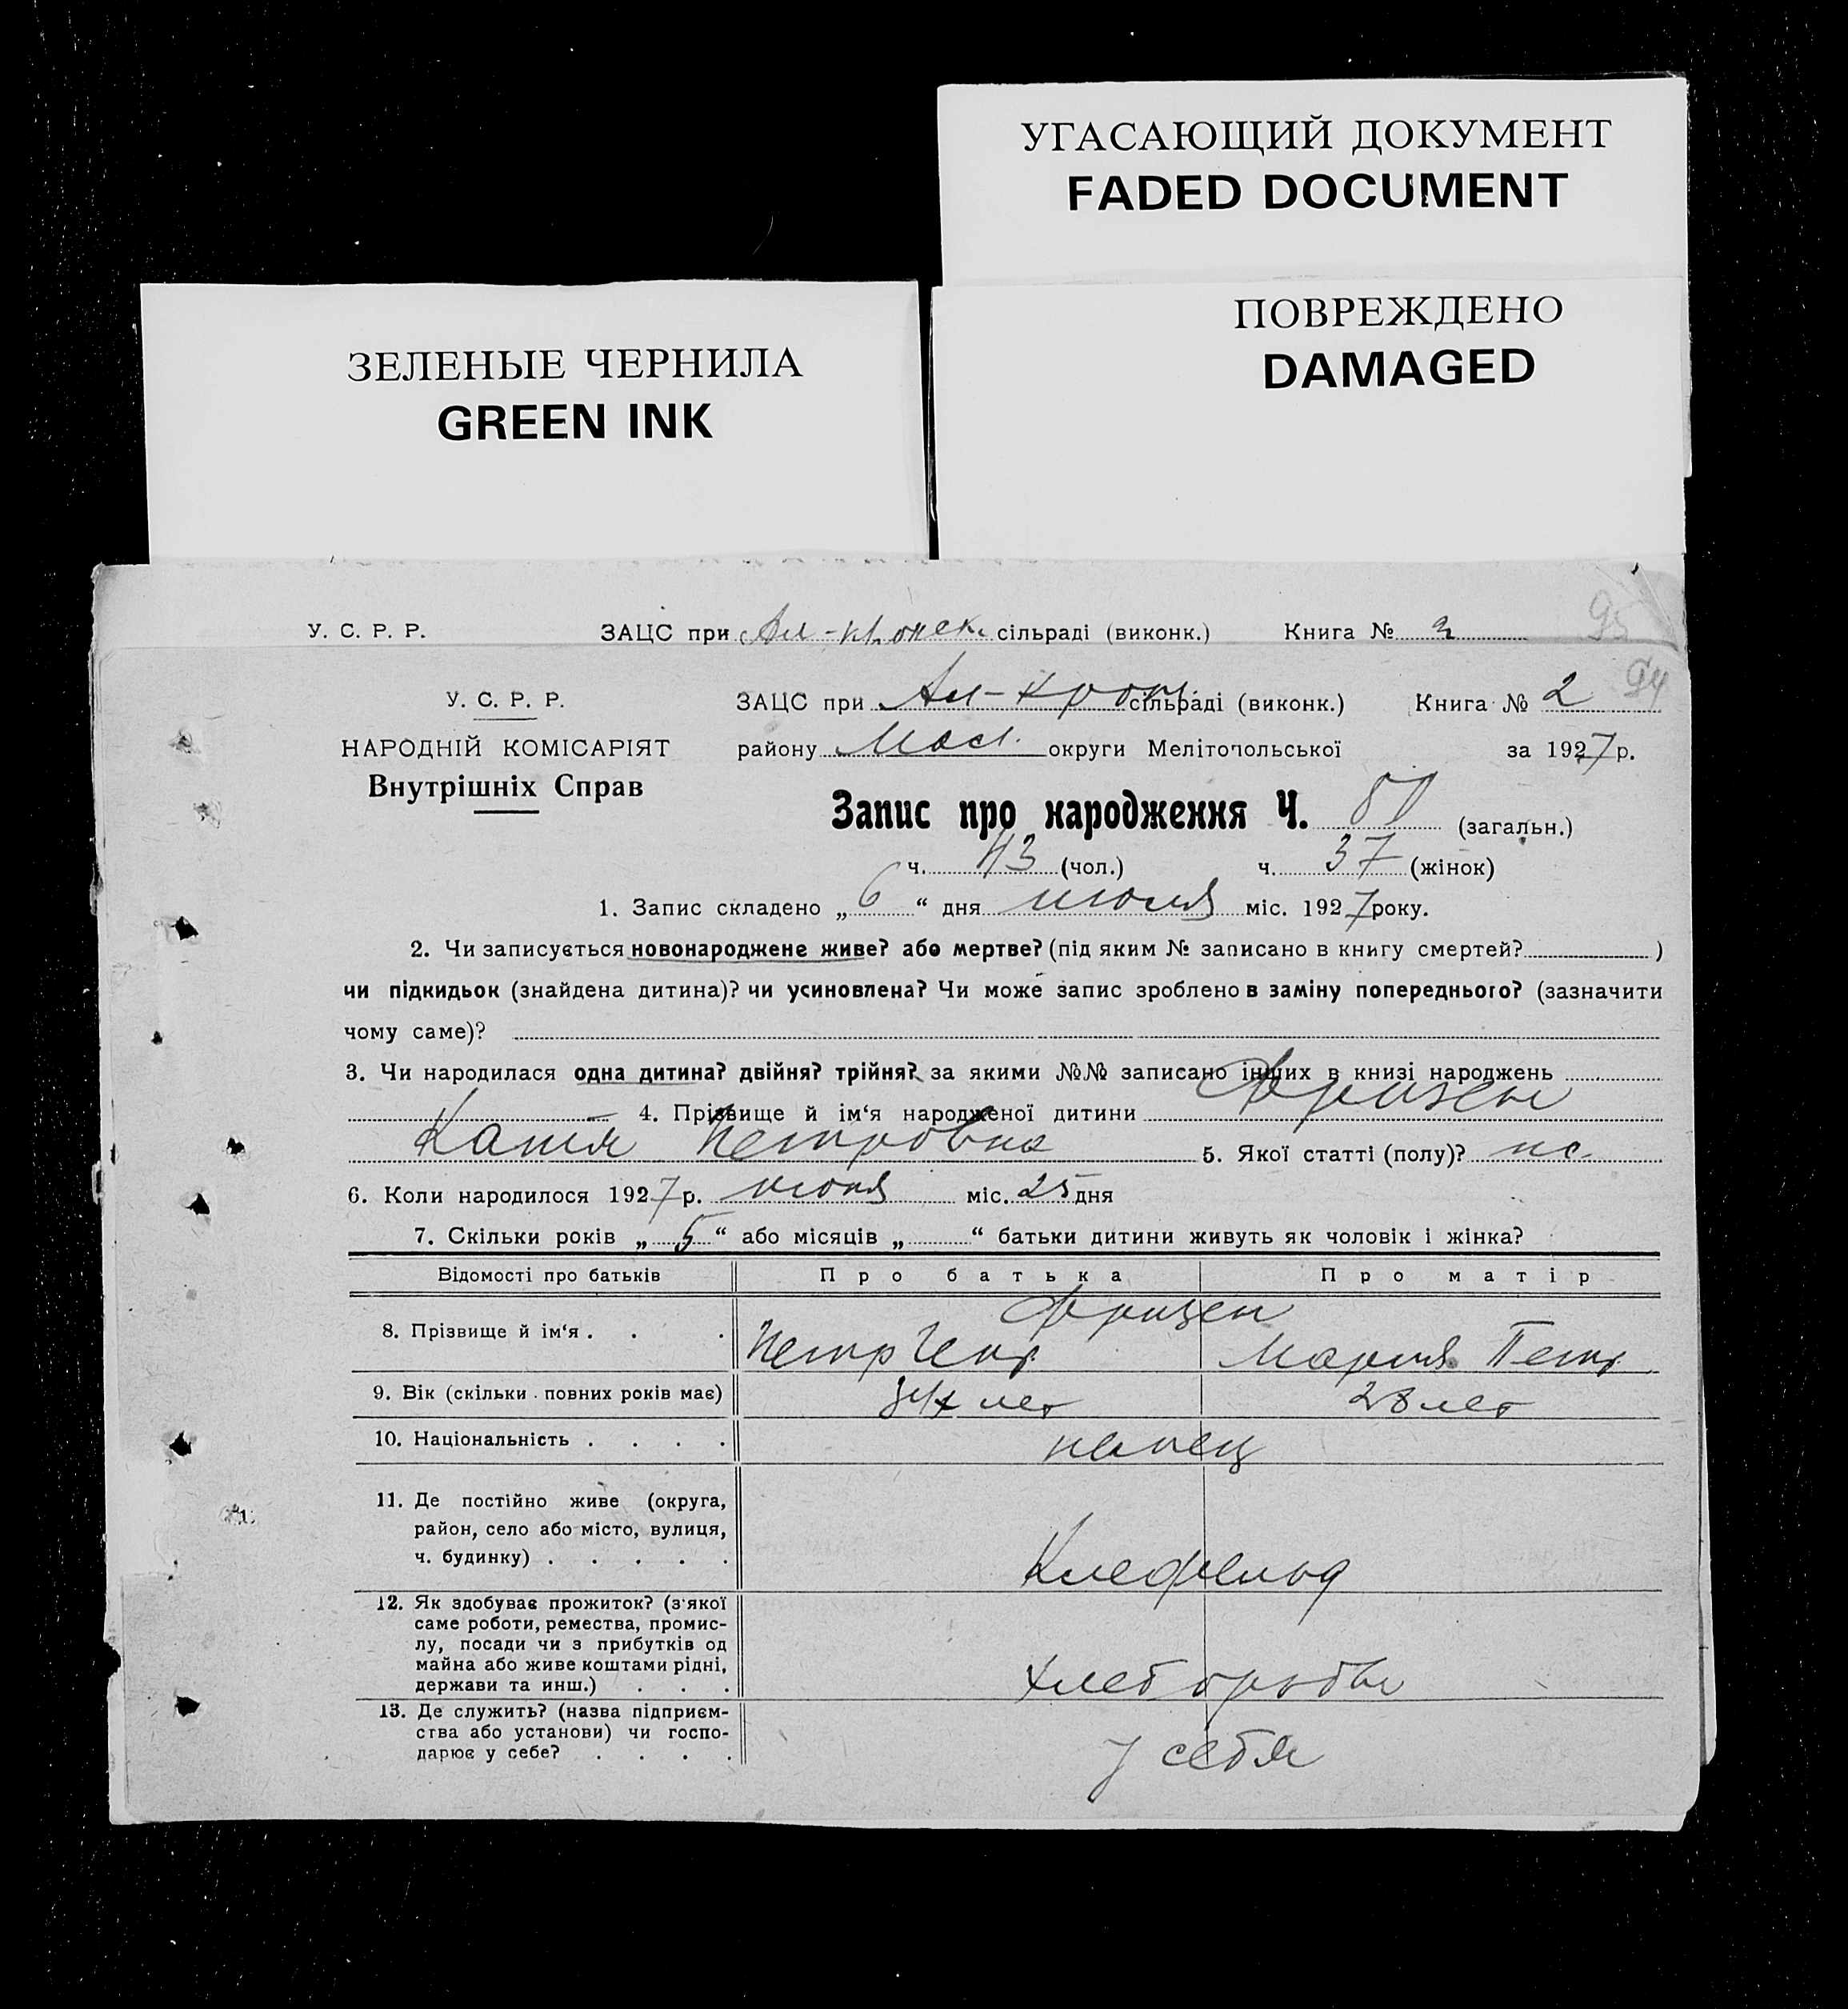 УГАСАЮЩИЙ ДОКУМЕНТ
FADED DOCUMENT
ПОВРЕЖДЕНО
DAMAGED
ЗЕЛЕНЫЕ ЧЕРНИЛА
GREEN INK
У. С. Р. Р. ЗАЦС при сільраді (виконк.) Книга № 95
У. С. Р. Р. ЗАЦС при Ал-Крон. сільраді (виконк.) Книга № 2 94
НАРОДНІЙ КОМІСАРІЯТ району Мол. округи Мелітопольської за 1927 р.
Внутрішніх Справ
Запис про народження Ч. 80 (загальн.)
ч. 43 (чол.) ч. 37 (жінок)
1. Запис складено „ 6 “ дня июля міс. 1927 року.
2. Чи записується новонароджене живе? або мертве? (під яким № записано в книгу смертей? )
чи підкидьок (знайдена дитина)? чи усиновлена? Чи може запис зроблено в заміну попереднього? (зазначити
чому саме)?
3. Чи народилася одна дитина? двійня? трійня? за якими №№ записано інших в книзі народжень
— 4. Прізвище й ім‘я народженої дитини Фризен
Катя Петровна 5. Якої статті (полу)?
6. Коли народилося 1927 р. июня міс. 25 дня
7. Скільки років „ 5 “ або місяців „ “ батьки дитини живуть як чоловік і жінка?
Відомості про батьків Про батька Про матір
8. Прізвище й ім‘я . . . Фризен
Петр Генр. Мария Петр.
9. Вік (скільки повних років має) 34 лет 28 лет
10. Національність . . . . немец
11. Де постійно живе (округа,
район, село або місто, вулиця,
ч. будинку) . . . . . Клефельд
12. Як здобуває прожиток? (з‘якої
саме роботи, ремества, промис-
лу, посади чи з прибутків од
майна або живе коштами рідні,
держави та инш.) . . . хлебороб
13. Де служить? (назва підприєм-
ства або установи) чи госпо-
дарює у себе? . . . . у себя